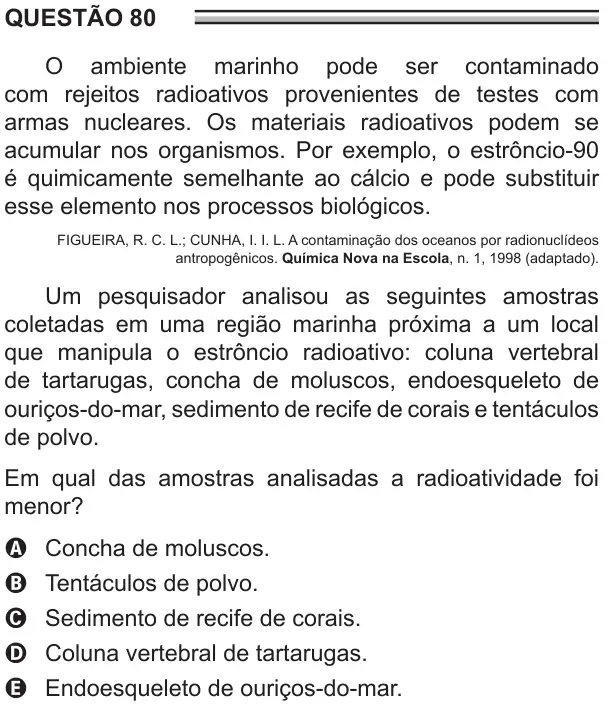 QUESTÃO 80
O ambiente marinho pode ser contaminado
com rejeitos radioativos provenientes de testes com
armas nucleares. Os materiais radioativos podem se
acumular nos organismos. Por exemplo, o estrôncio-90
é quimicamente semelhante ao cálcio e pode substituir
esse elemento nos processos biológicos.
FIGUEIRA, R. C. L.; CUNHA, I. I. L. A contaminação dos oceanos por radionuclídeos
antropogênicos. Química Nova na Escola, n. 1, 1998 (adaptado).
Um pesquisador analisou as seguintes amostras
coletadas em uma região marinha próxima a um local
que manipula o estrôncio radioativo: coluna vertebral
de tartarugas, concha de moluscos, endoesqueleto de
ouriços-do-mar, sedimento de recife de corais e tentáculos
de polvo.
Em qual das amostras analisadas a radioatividade foi
menor?
A Concha de moluscos.
B Tentáculos de polvo.
C Sedimento de recife de corais.
D Coluna vertebral de tartarugas.
E Endoesqueleto de ouriços-do-mar.